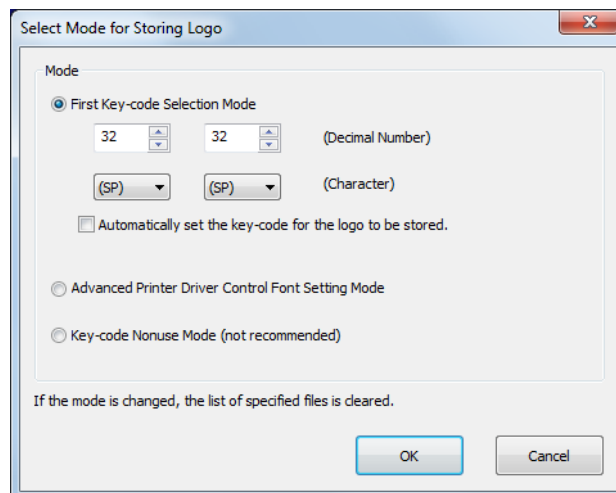 Select Mode for Storing Logo
Mode
First Key-code Selection Mode
32 32 (Decimal Number)
(SP) (SP) (Character)
Automatically set the key-code for the logo to be stored.
Advanced Printer Driver Control Font Setting Mode
Key-code Nonuse Mode (not recommended)
If the mode is changed, the list of specified files is cleared.
OK Cancel